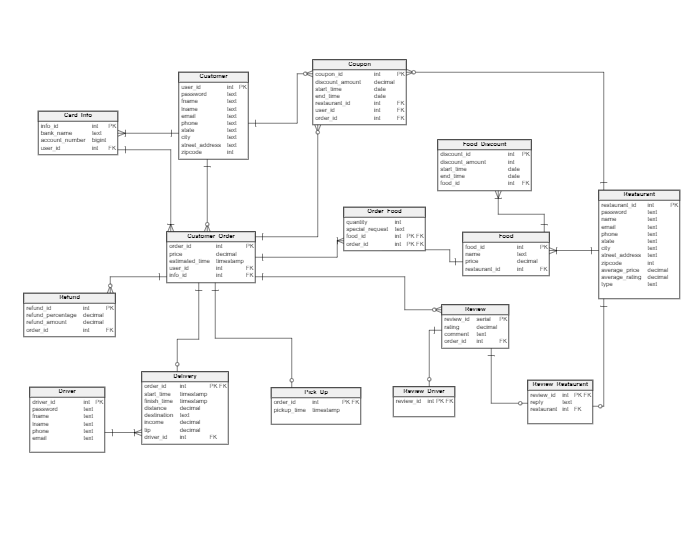 Coupon
coupon_id int PK
discount_amount decimal
start_time date
end_time date
restaurant_id int FK
user_id int FK
order_id int FK
Customer
user_id int PK
password text
fname text
lname text
email text
phone text
state text
city text
street_address text
zipcode int
Card Info
info_id int PK
bank_name text
account_number bigint
user_id int FK
Food Discount
discount_id int PK
discount_amount int
start_time date
end_time date
food_id int FK
Restaurant
restaurant_id int PK
password text
name text
email text
phone text
state text
city text
street_address text
zipcode int
average_price decimal
average_rating decimal
type text
Order Food
quantity int
special_request text
food_id int PK FK
order_id int PK FK
Customer Order
order_id int PK
price decimal
estimated_time timestamp
user_id int FK
info_id int FK
Food
food_id int PK
name text
price decimal
restaurant_id int FK
Refund
refund_id int PK
refund_percentage decimal
refund_amount decimal
order_id int FK
Review
review_id serial PK
rating decimal
comment text
order_id int FK
Delivery
order_id int PK FK
start_time timestamp
finish_time timestamp
distance decimal
destination text
income decimal
tip decimal
driver_id int FK
Driver
driver_id int PK
password text
fname text
lname text
phone text
email text
Pick Up
order_id int PK FK
pickup_time timestamp
Review Driver
review_id int PK FK
Review Restaurant
review_id int PK FK
reply text
restaurant int FK